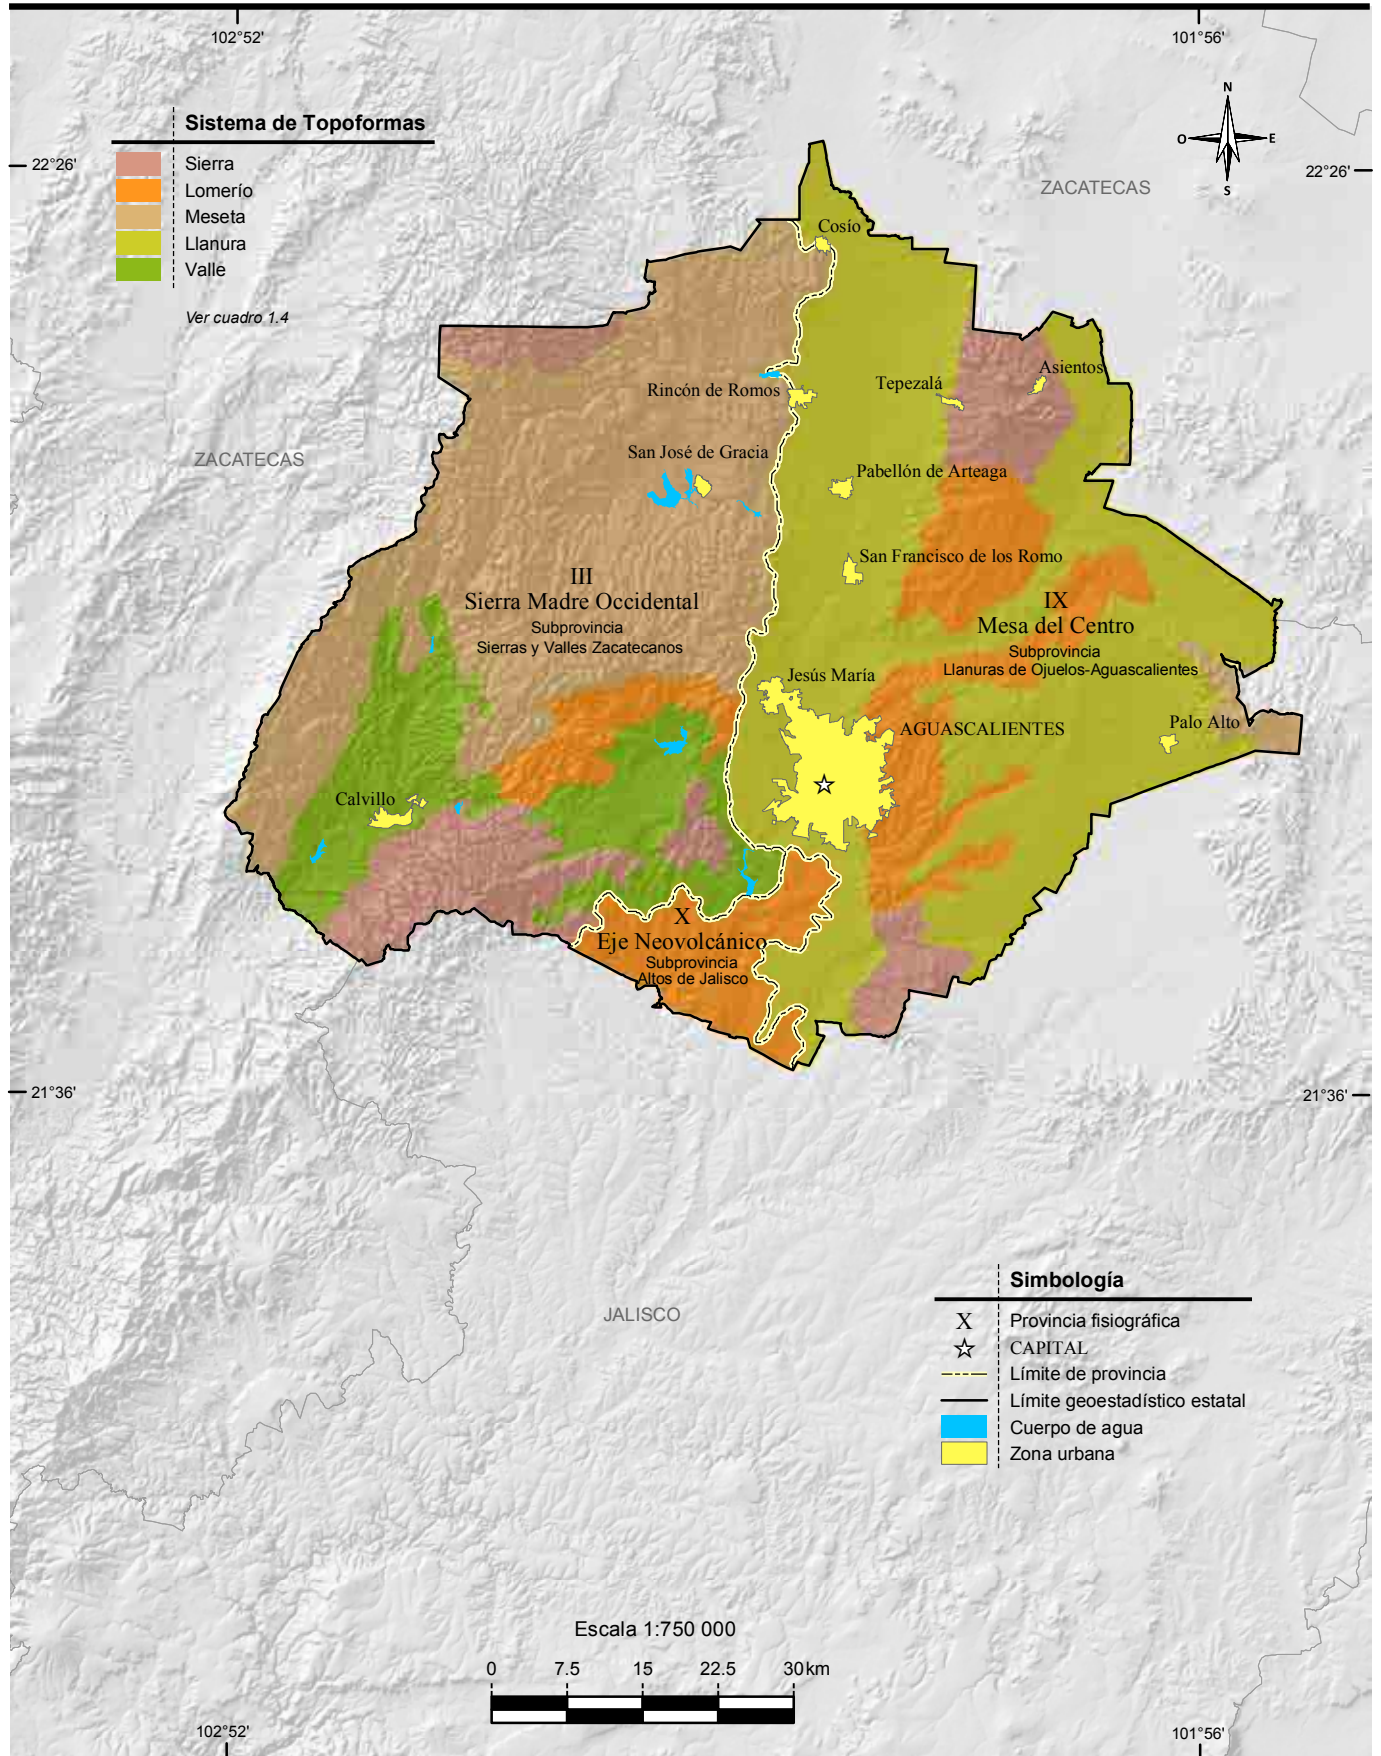 102°52'
101°56'
Sistema de Topoformas
Sierra
Lomerío
Meseta
Llanura
Valle
Ver cuadro 1.4
N
O
E
S
22°26'
22°26'
ZACATECAS
Cosío
Asientos
Tepezalá
Rincón de Romos
ZACATECAS
San José de Gracia
Pabellón de Arteaga
San Francisco de los Romo
III
Sierra Madre Occidental
Subprovincia
Sierras y Valles Zacatecanos
IX
Mesa del Centro
Subprovincia
Llanuras de Ojuelos-Aguascalientes
Jesús María
AGUASCALIENTES
Palo Alto
Calvillo
X
Eje Neovolcánico
Subprovincia
Altos de Jalisco
21°36'
21°36'
JALISCO
Simbología
X Provincia fisiográfica
CAPITAL
Límite de provincia
Límite geoestadístico estatal
Cuerpo de agua
Zona urbana
Escala 1:750 000
0 7.5 15 22.5 30 km
102°52'
101°56'